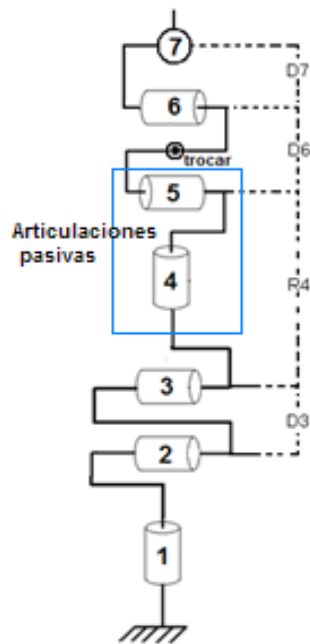 7
D7
6
D6
trocar
5
Articulaciones
pasivas
4
R4
3
D3
2
1